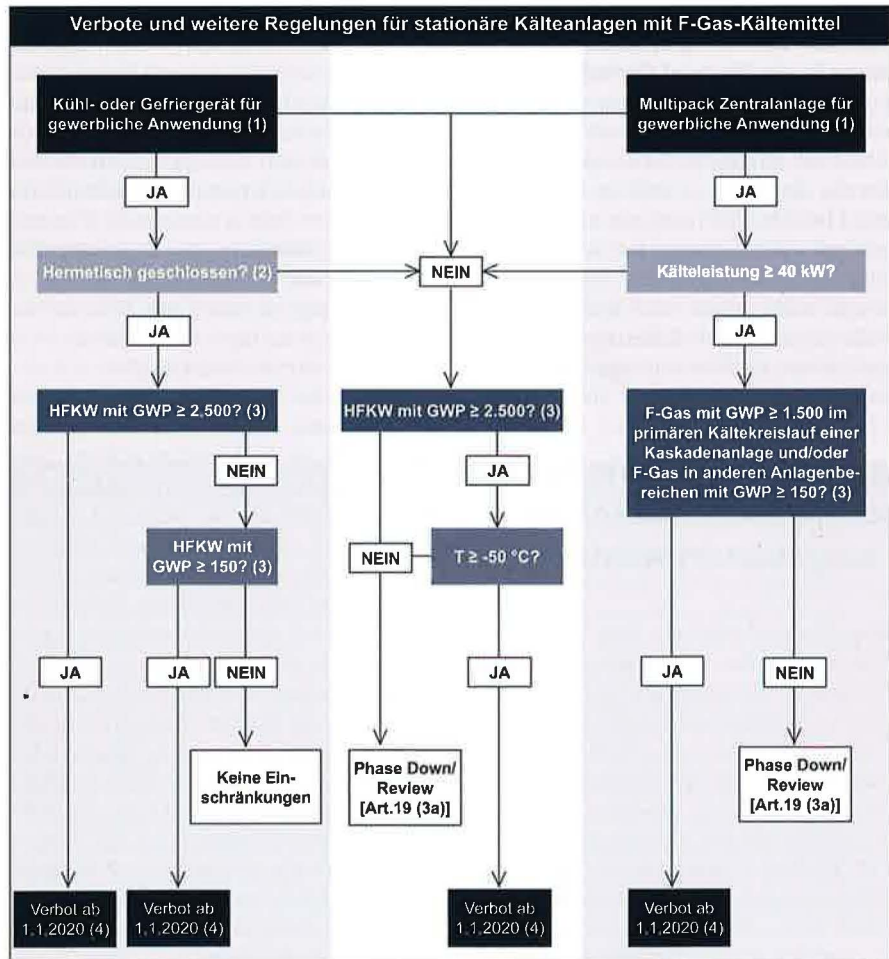 Verbote und weitere Regelungen für stationäre Kälteanlagen mit F-Gas-Kältemittel
Kühl- oder Gefriergerät für
gewerbliche Anwendung (1)
Multipack Zentralanlage für
gewerbliche Anwendung (1)
JA
JA
Hermetisch geschlossen? (2)
NEIN
Kälteleistung ≥ 40 kW?
JA
JA
HFKW mit GWP ≥ 2.500? (3)
HFKW mit GWP ≥ 2.500? (3)
F-Gas mit GWP ≥ 1.500 im
primären Kältekreislauf einer
Kaskadenanlage und/oder
F-Gas in anderen Anlagenbe-
reichen mit GWP ≥ 150? (3)
NEIN
JA
HFKW mit
GWP ≥ 150? (3)
NEIN
T ≥ -50 °C?
JA
JA
NEIN
JA
JA
NEIN
Keine Ein-
schränkungen
Phase Down/
Review
[Art.19 (3a)]
Phase Down/
Review
[Art.19 (3a)]
Verbot ab
1.1.2020 (4)
Verbot ab
1.1.2020 (4)
Verbot ab
1.1.2020 (4)
Verbot ab
1.1.2020 (4)